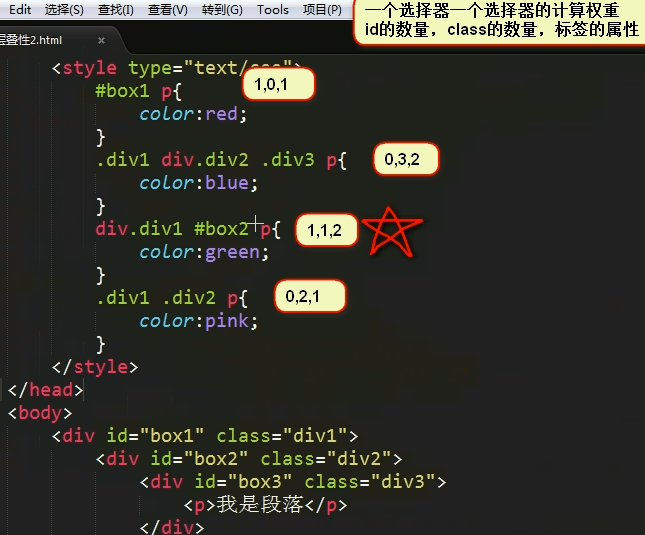 Edit 选择(S) 查找(I) 查看(V) 转到(G) Tools 项目(P)
一个选择器一个选择器的计算权重
id的数量，class的数量，标签的属性
层叠性2.html ×
<style type="text/css">
#box1 p{ 1,0,1
color:red;
}
.div1 div.div2 .div3 p{ 0,3,2
color:blue;
}
div.div1 #box2 p{ 1,1,2
color:green;
}
.div1 .div2 p{ 0,2,1
color:pink;
}
</style>
</head>
<body>
<div id="box1" class="div1">
<div id="box2" class="div2">
<div id="box3" class="div3">
<p>我是段落</p>
</div>